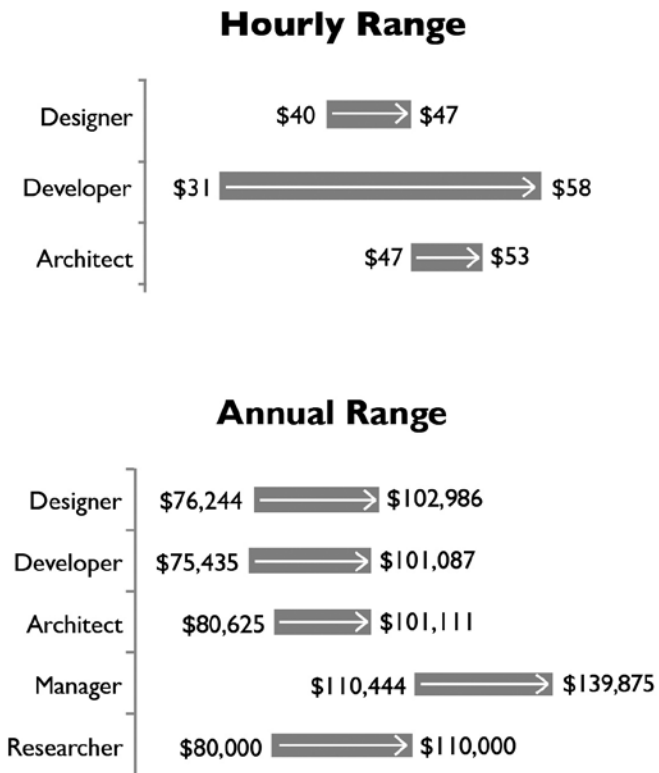 Hourly Range
Designer $40 $47
Developer $31 $58
Architect $47 $53
Annual Range
Designer $76,244 $102,986
Developer $75,435 $101,087
Architect $80,625 $101,111
Manager $110,444 $139,875
Researcher $80,000 $110,000